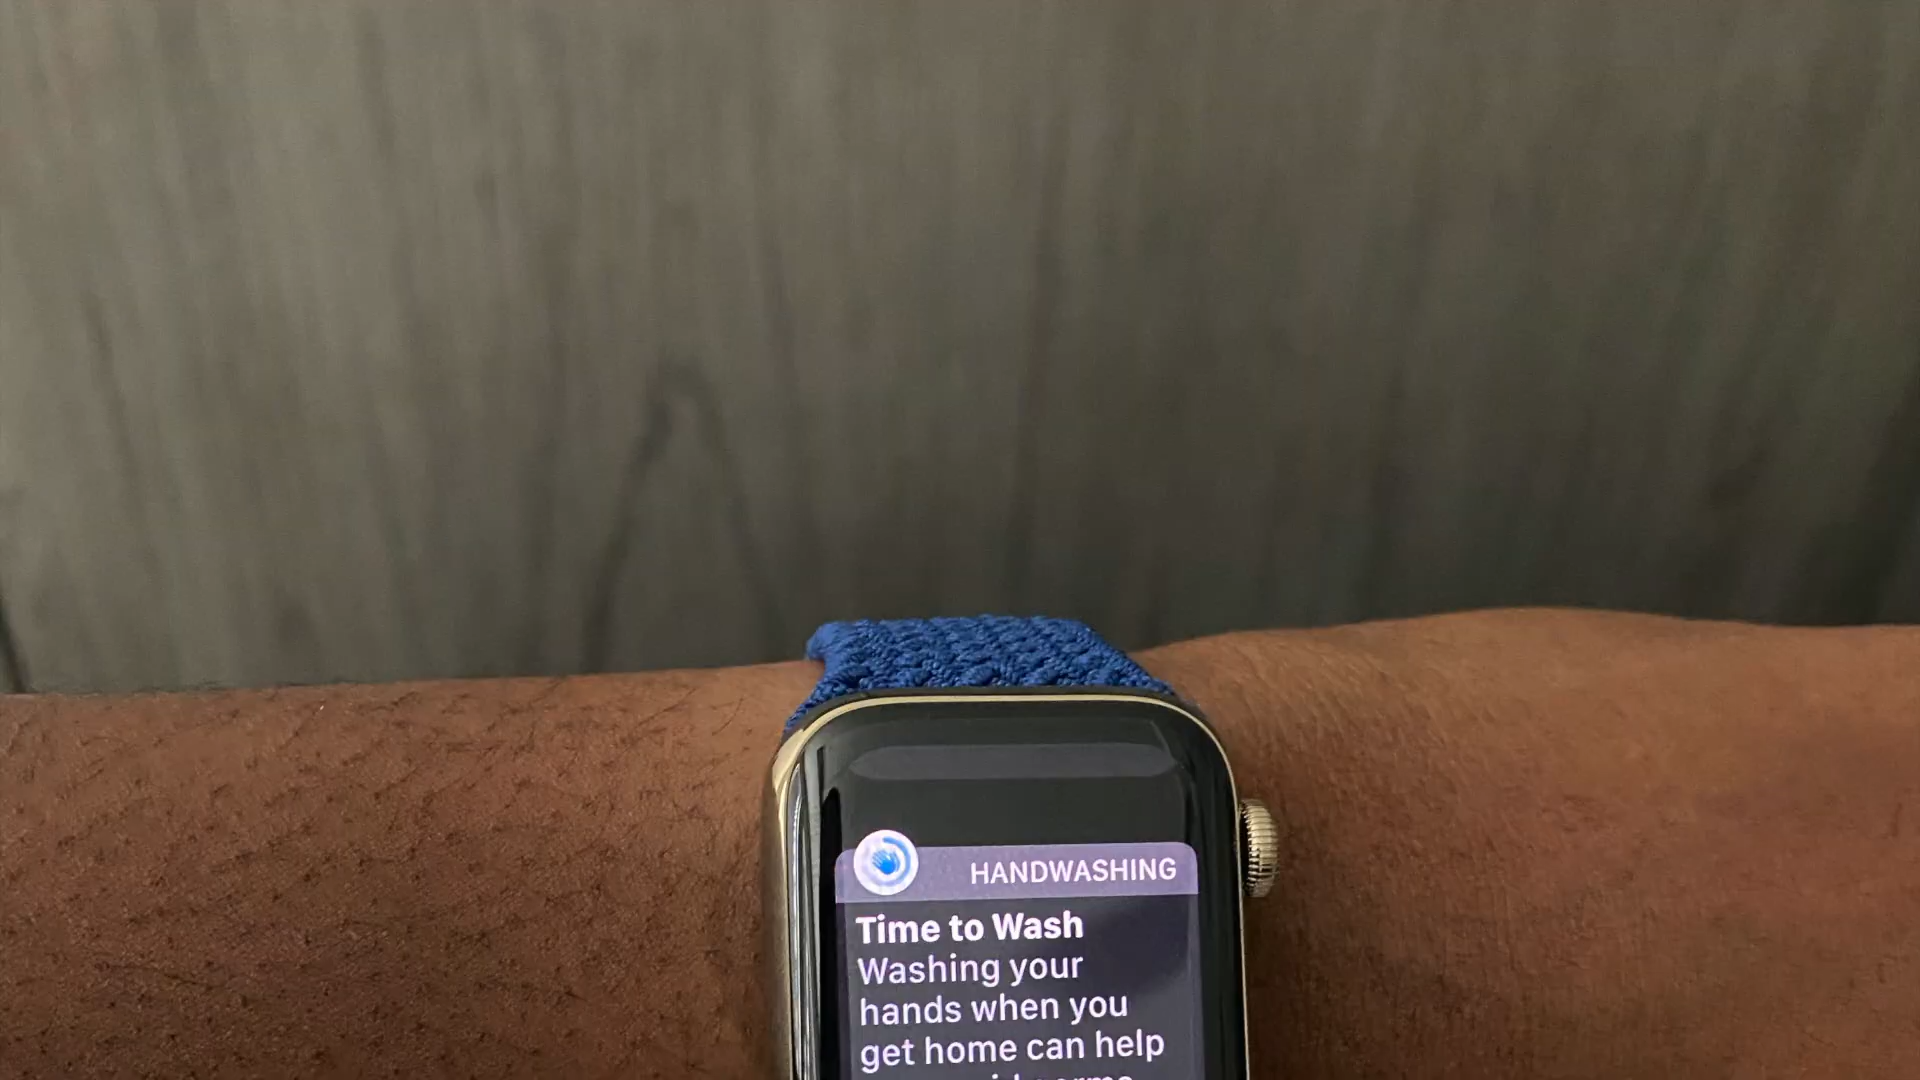 HANDWASHING
Time to Wash
Washing your
hands when you
get home can help